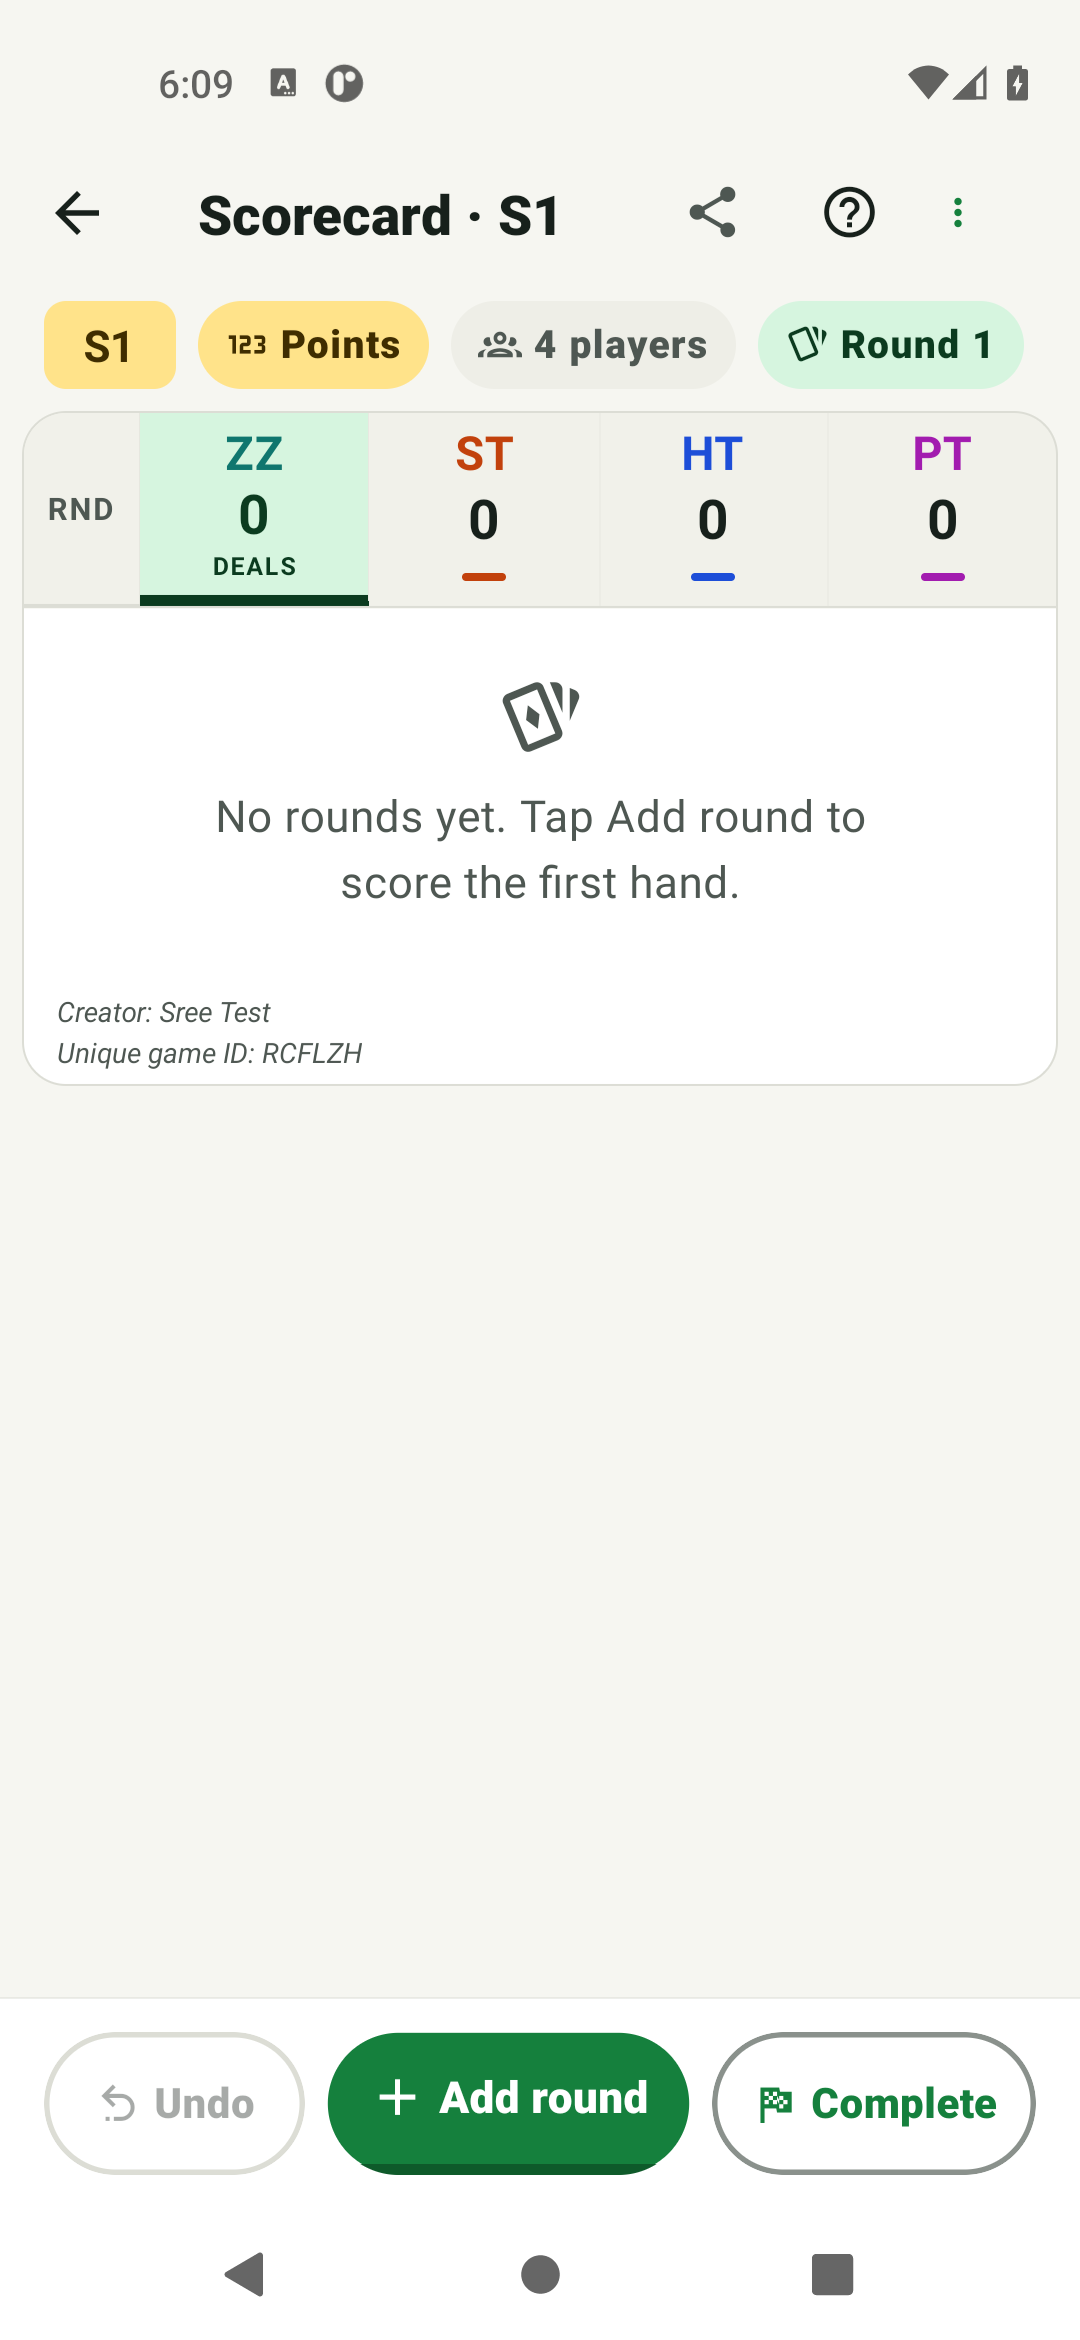 6:09
Scorecard · S1
S1
123 Points
4 players
Round 1
RND
ZZ
0
DEALS
ST
0
HT
0
PT
0
No rounds yet. Tap Add round to
score the first hand.
Creator: Sree Test
Unique game ID: RCFLZH
Undo
+ Add round
Complete